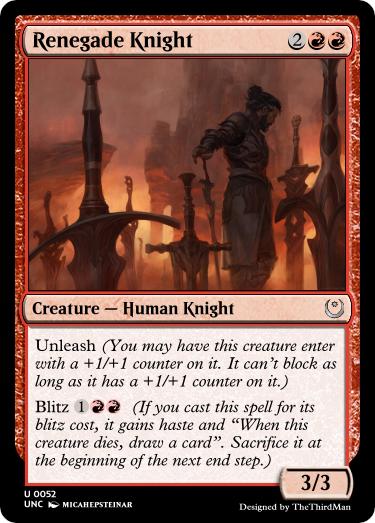 Renegade Knight 2
Creature — Human Knight
Unleash (You may have this creature enter
with a +1/+1 counter on it. It can't block as
long as it has a +1/+1 counter on it.)
Blitz 1 (If you cast this spell for its
blitz cost, it gains haste and “When this
creature dies, draw a card”. Sacrifice it at
the beginning of the next end step.)
3/3
U 0052
UNC MICAHEPSTEINAR
Designed by TheThirdMan